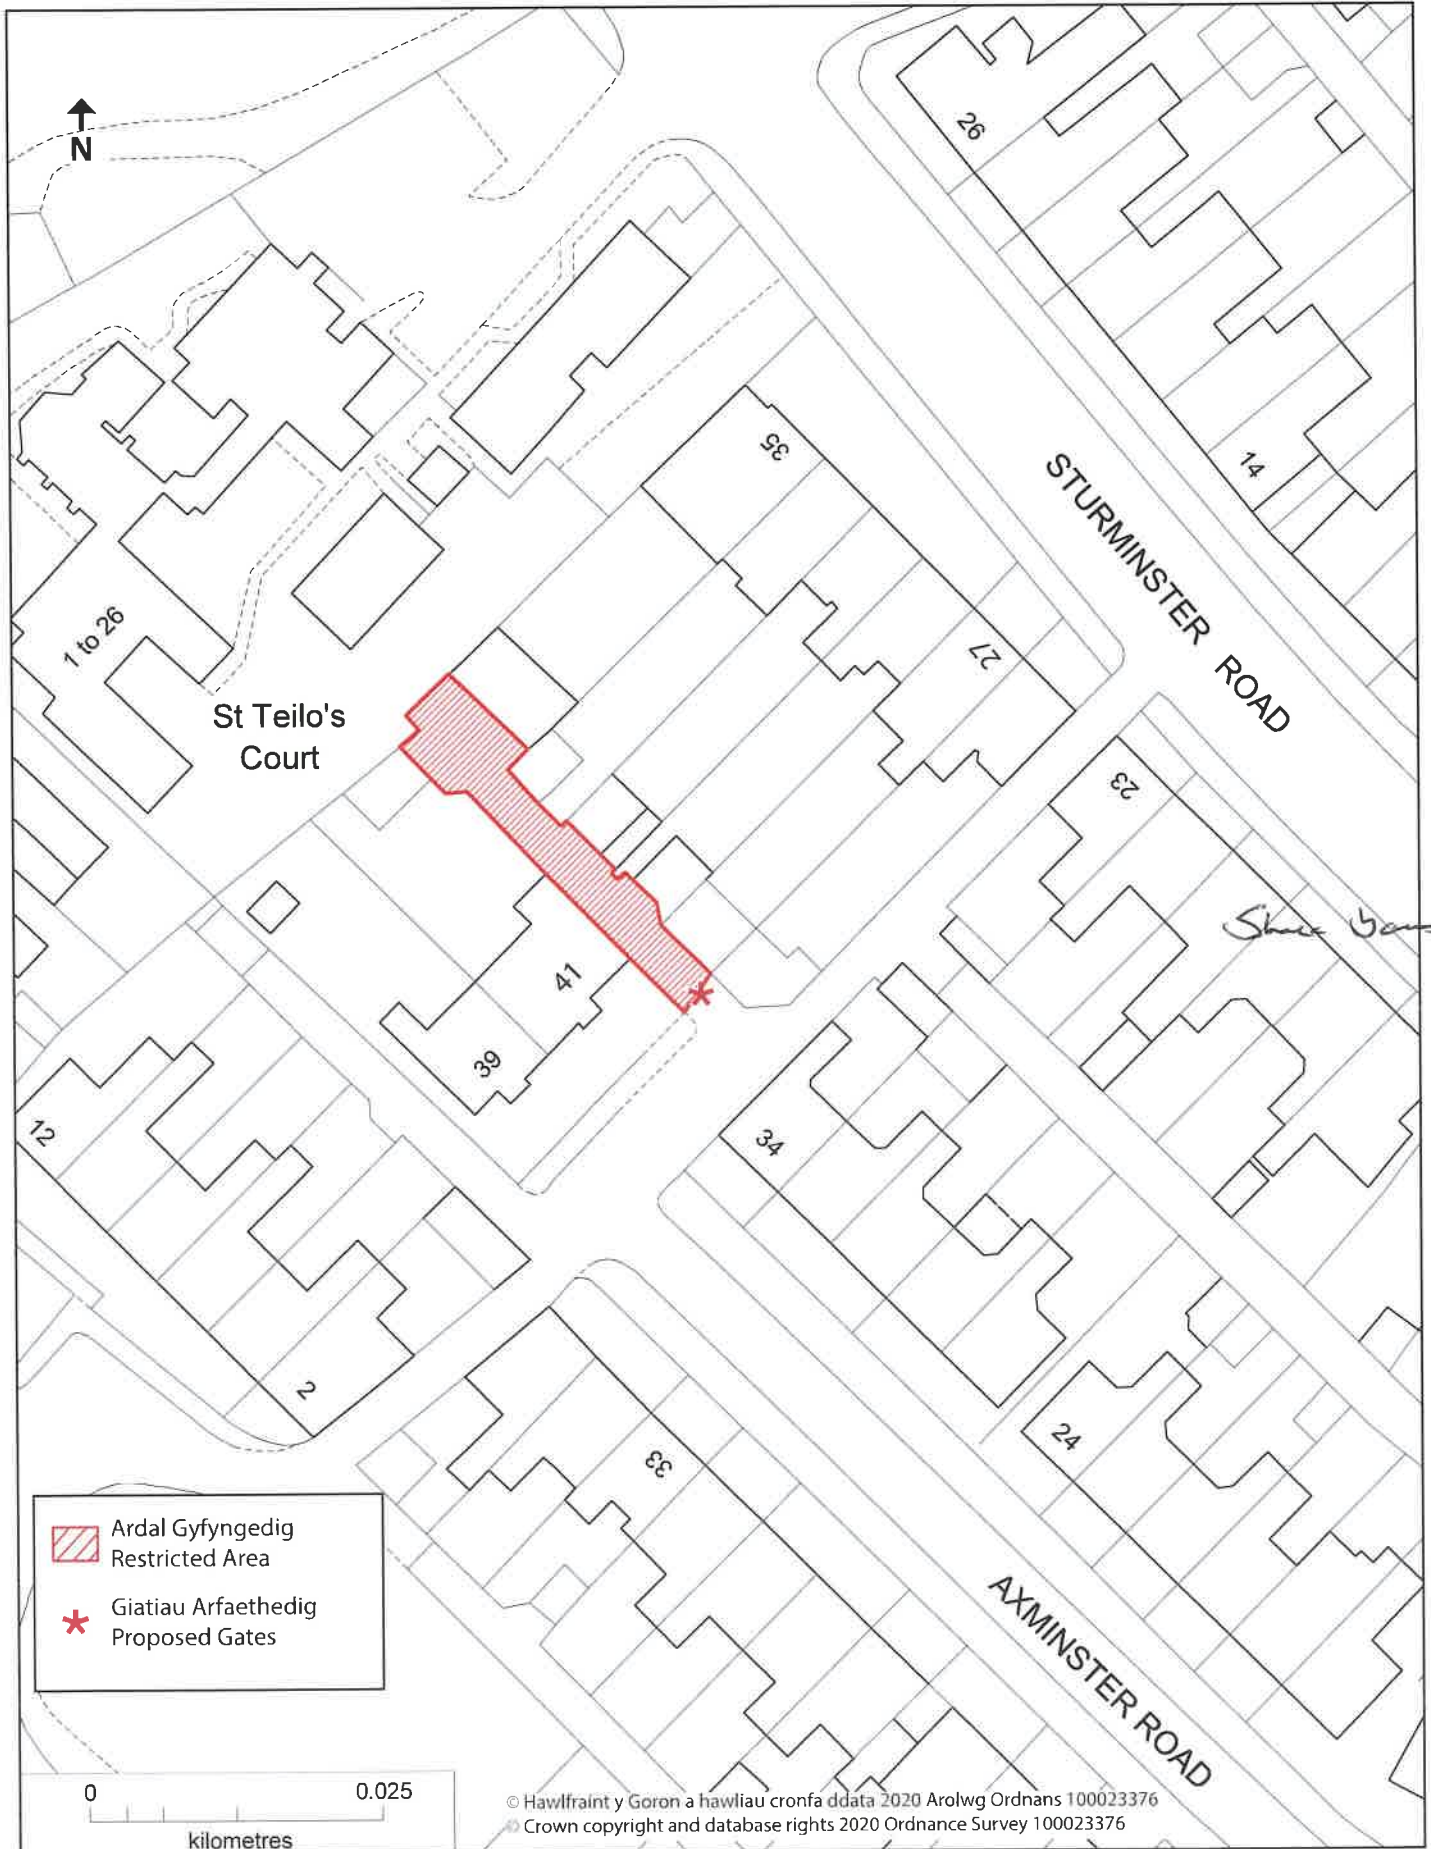 N
26
35
14
STURMINSTER ROAD
27
1 to 26
St Teilo's
Court
23
41
39
34
12
2
33
24
AXMINSTER ROAD
Ardal Gyfyngedig
Restricted Area
Giatiau Arfaethedig
Proposed Gates
0 0.025
kilometres
© Hawlfraint y Goron a hawliau cronfa ddata 2020 Arolwg Ordnans 100023376
© Crown copyright and database rights 2020 Ordnance Survey 100023376